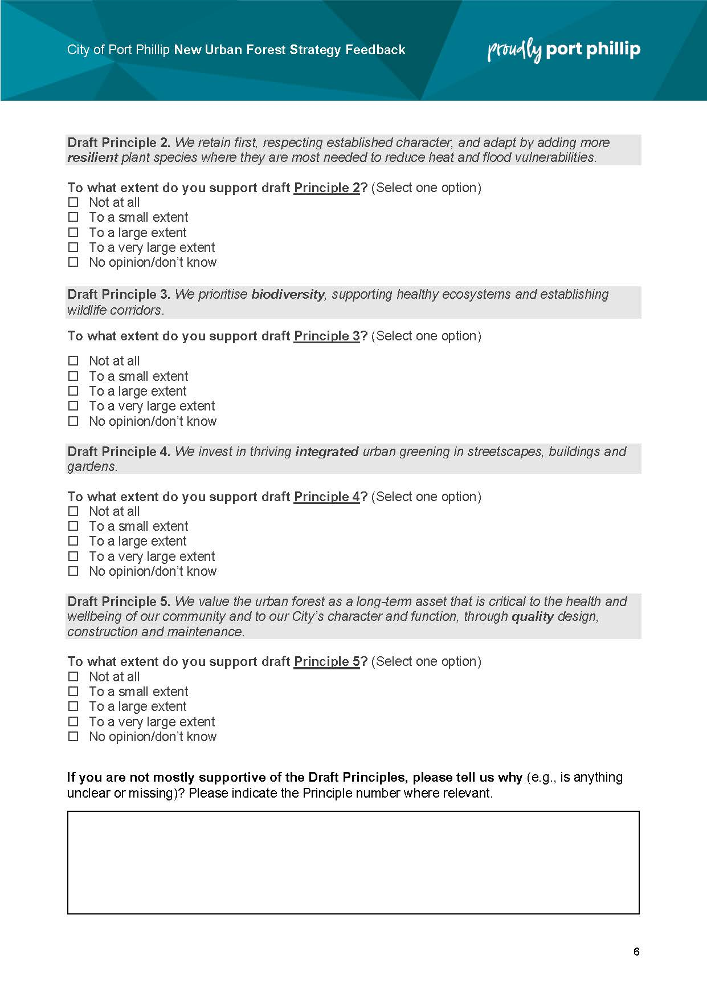 City of Port Phillip New Urban Forest Strategy Feedback
proudly port phillip
Draft Principle 2. We retain first, respecting established character, and adapt by adding more
resilient plant species where they are most needed to reduce heat and flood vulnerabilities.
To what extent do you support draft Principle 2? (Select one option)
☐ Not at all
☐ To a small extent
☐ To a large extent
☐ To a very large extent
☐ No opinion/don’t know
Draft Principle 3. We prioritise biodiversity, supporting healthy ecosystems and establishing
wildlife corridors.
To what extent do you support draft Principle 3? (Select one option)
☐ Not at all
☐ To a small extent
☐ To a large extent
☐ To a very large extent
☐ No opinion/don’t know
Draft Principle 4. We invest in thriving integrated urban greening in streetscapes, buildings and
gardens.
To what extent do you support draft Principle 4? (Select one option)
☐ Not at all
☐ To a small extent
☐ To a large extent
☐ To a very large extent
☐ No opinion/don’t know
Draft Principle 5. We value the urban forest as a long-term asset that is critical to the health and
wellbeing of our community and to our City’s character and function, through quality design,
construction and maintenance.
To what extent do you support draft Principle 5? (Select one option)
☐ Not at all
☐ To a small extent
☐ To a large extent
☐ To a very large extent
☐ No opinion/don’t know
If you are not mostly supportive of the Draft Principles, please tell us why (e.g., is anything
unclear or missing)? Please indicate the Principle number where relevant.
6